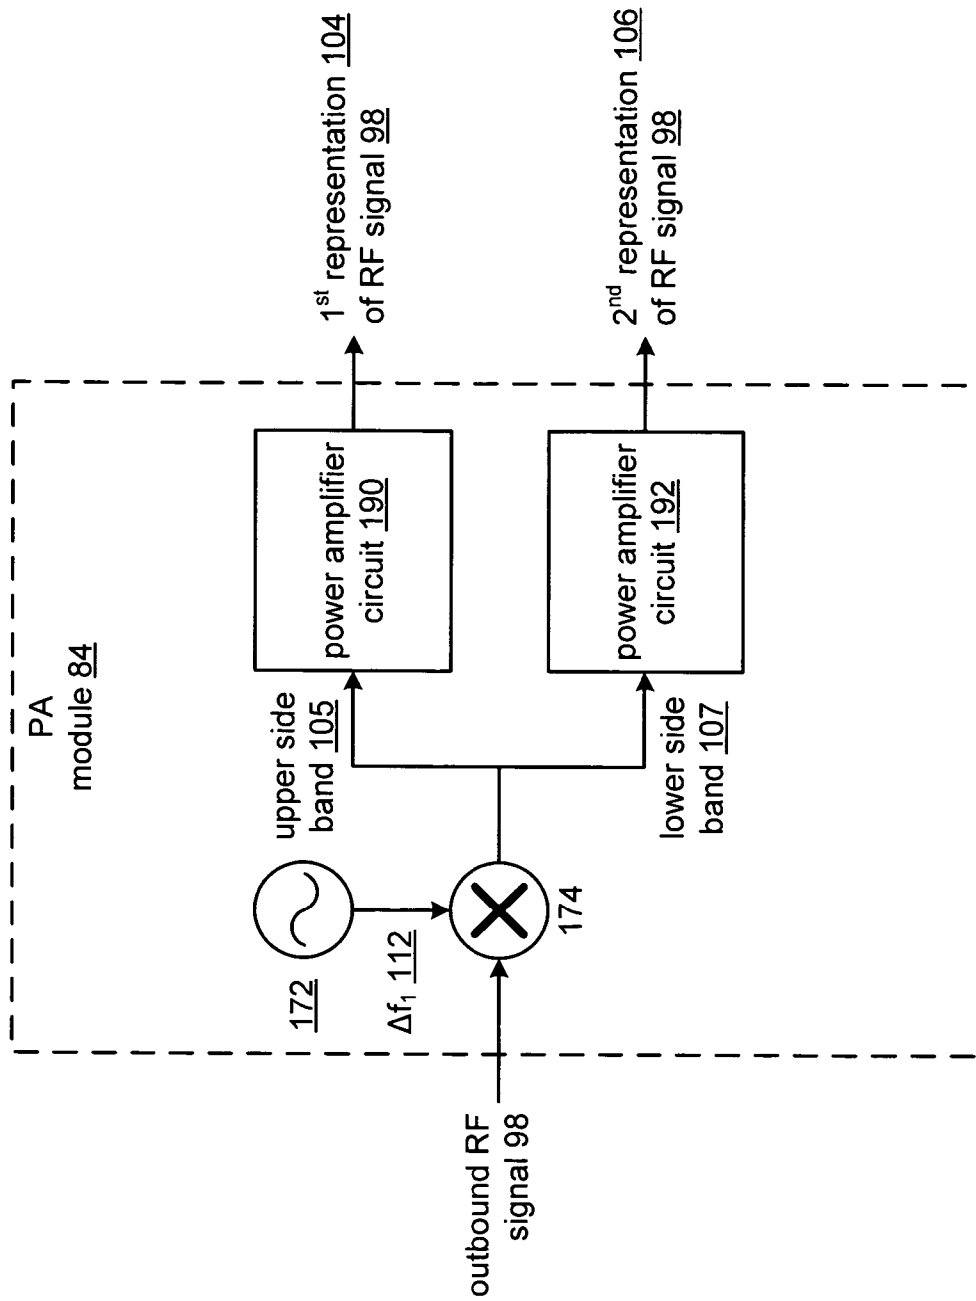 PA
module 84
outbound RF
signal 98
172
Δf₁ 112
174
upper side
band 105
lower side
band 107
power amplifier
circuit 190
power amplifier
circuit 192
1st representation 104
of RF signal 98
2nd representation 106
of RF signal 98